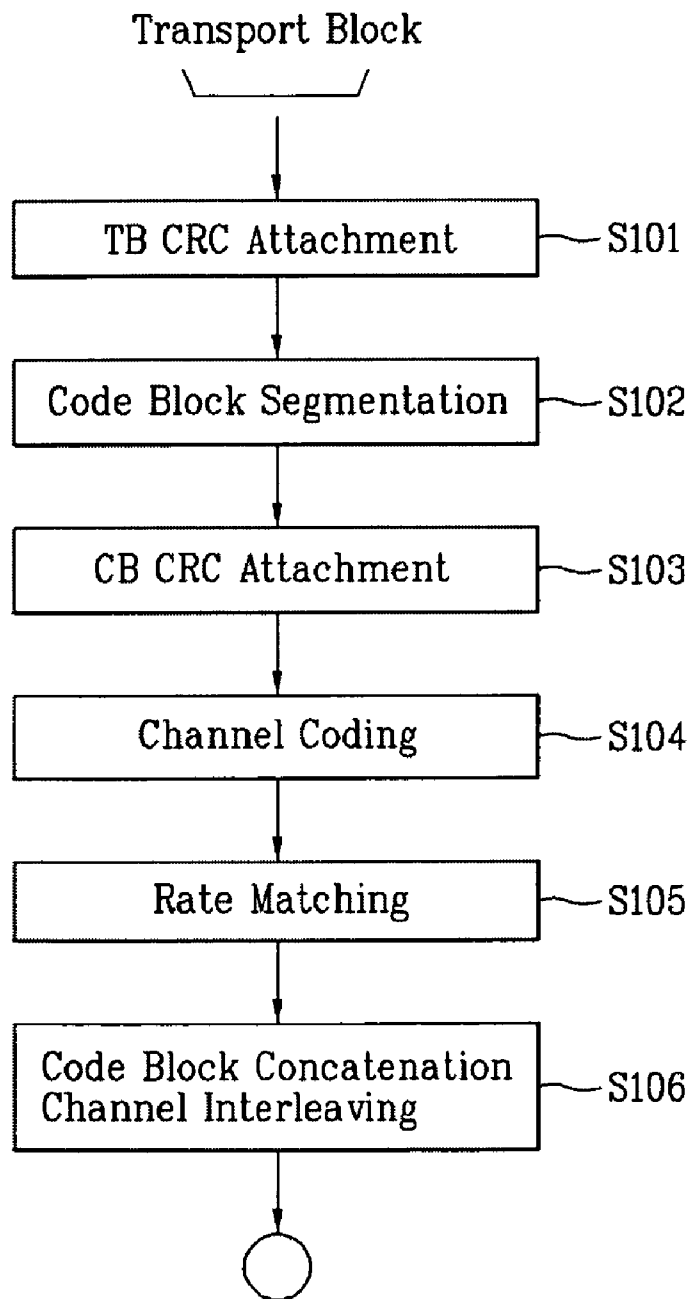 Transport Block
TB CRC Attachment
S101
Code Block Segmentation
S102
CB CRC Attachment
S103
Channel Coding
S104
Rate Matching
S105
Code Block Concatenation
Channel Interleaving
S106